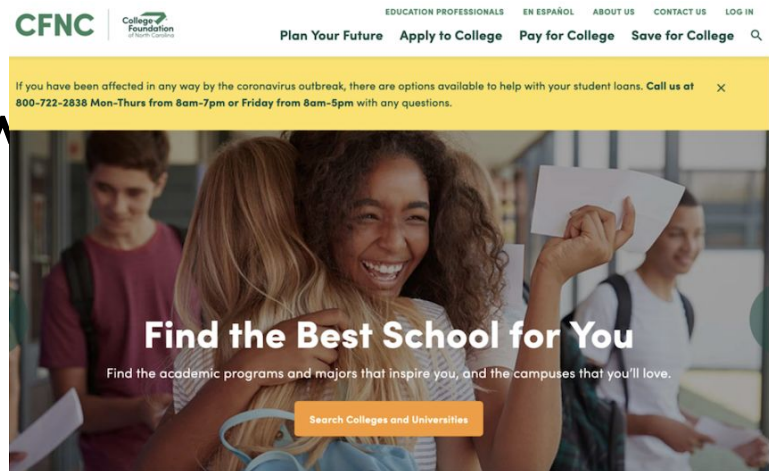 EDUCATION PROFESSIONALS EN ESPAÑOL ABOUT US CONTACT US LOG IN
CFNC College Foundation of North Carolina
Plan Your Future Apply to College Pay for College Save for College
If you have been affected in any way by the coronavirus outbreak, there are options available to help with your student loans. Call us at
800-722-2838 Mon-Thurs from 8am-7pm or Friday from 8am-5pm with any questions.
Find the Best School for You
Find the academic programs and majors that inspire you, and the campuses that you'll love.
Search Colleges and Universities